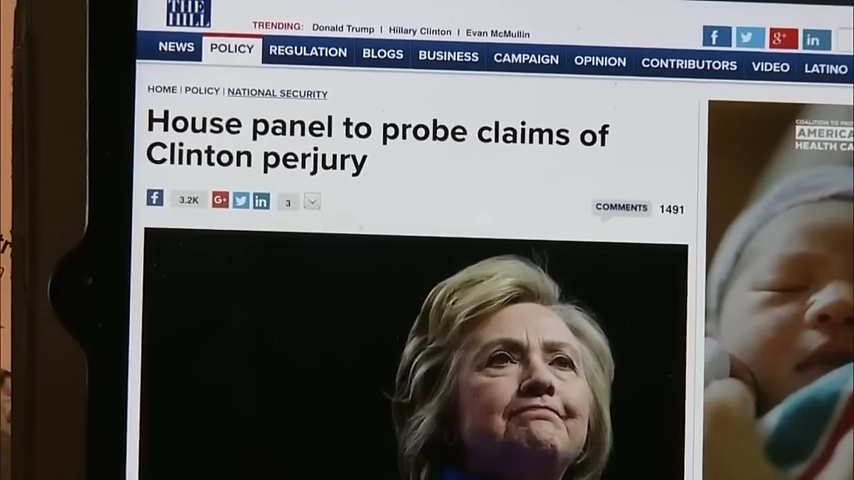 THE
HILL
TRENDING: Donald Trump | Hillary Clinton | Evan McMullin
f g+ in
NEWS POLICY REGULATION BLOGS BUSINESS CAMPAIGN OPINION CONTRIBUTORS VIDEO LATINO
HOME | POLICY | NATIONAL SECURITY
House panel to probe claims of
Clinton perjury
f 3.2K G+ in 3
COMMENTS 1491
AMERICA
HEALTH CA